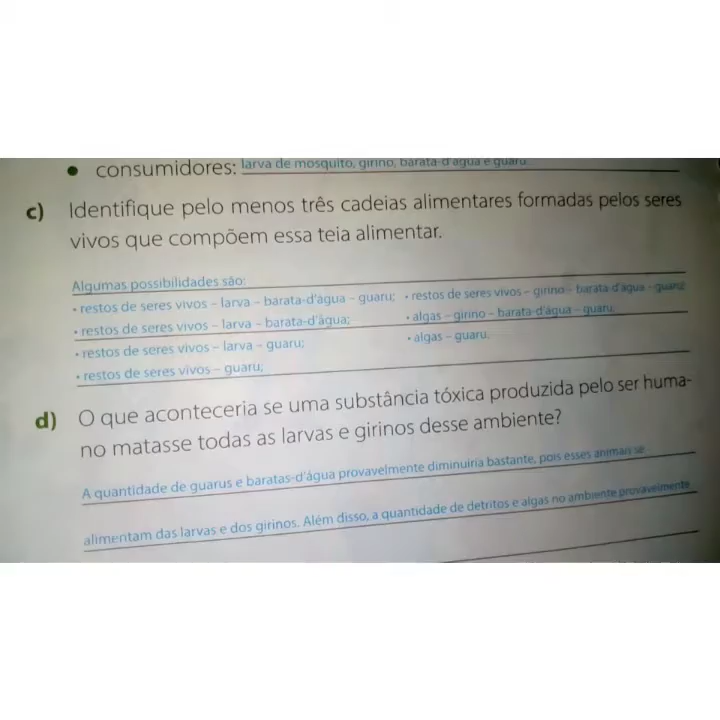 • consumidores: larva de mosquito, girino, barata-d'água e guaru.
c) Identifique pelo menos três cadeias alimentares formadas pelos seres
vivos que compõem essa teia alimentar.
Algumas possibilidades são:
• restos de seres vivos – larva – barata-d'água – guaru;
• restos de seres vivos – larva – barata-d'água;
• restos de seres vivos – larva – guaru;
• restos de seres vivos – guaru;
• restos de seres vivos – girino – barata-d'água – guaru;
• algas – girino – barata-d'água – guaru;
• algas – guaru.
d) O que aconteceria se uma substância tóxica produzida pelo ser huma-
no matasse todas as larvas e girinos desse ambiente?
A quantidade de guarus e baratas-d'água provavelmente diminuiria bastante, pois esses animais se
alimentam das larvas e dos girinos. Além disso, a quantidade de detritos e algas no ambiente provavelmente